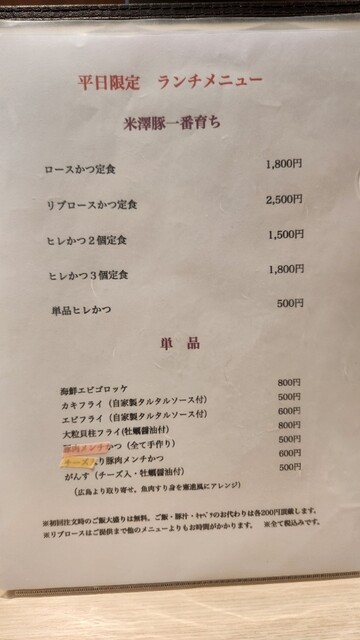 平日限定　ランチメニュー
米澤豚一番育ち
ロースかつ定食 1,800円
リブロースかつ定食 2,500円
ヒレかつ２個定食 1,500円
ヒレかつ３個定食 1,800円
単品ヒレかつ 500円
単　品
海鮮エビゴロッケ 800円
カキフライ（自家製タルタルソース付） 500円
エビフライ（自家製タルタルソース付） 600円
大粒貝柱フライ(牡蠣醤油付) 800円
豚肉メンチかつ（全て手作り） 500円
チーズ入り豚肉メンチかつ 600円
がんす（チーズ入・牡蠣醤油付） 500円
（広島より取り寄せ。魚肉すり身を葱進風にアレンジ）
※初回注文時のご飯大盛りは無料。ご飯・豚汁・ｷｬﾍﾞﾂのお代わりは各200円頂戴します。
※リブロースはご提供まで他のメニューよりもお時間がかかります。　※全て税込みです。